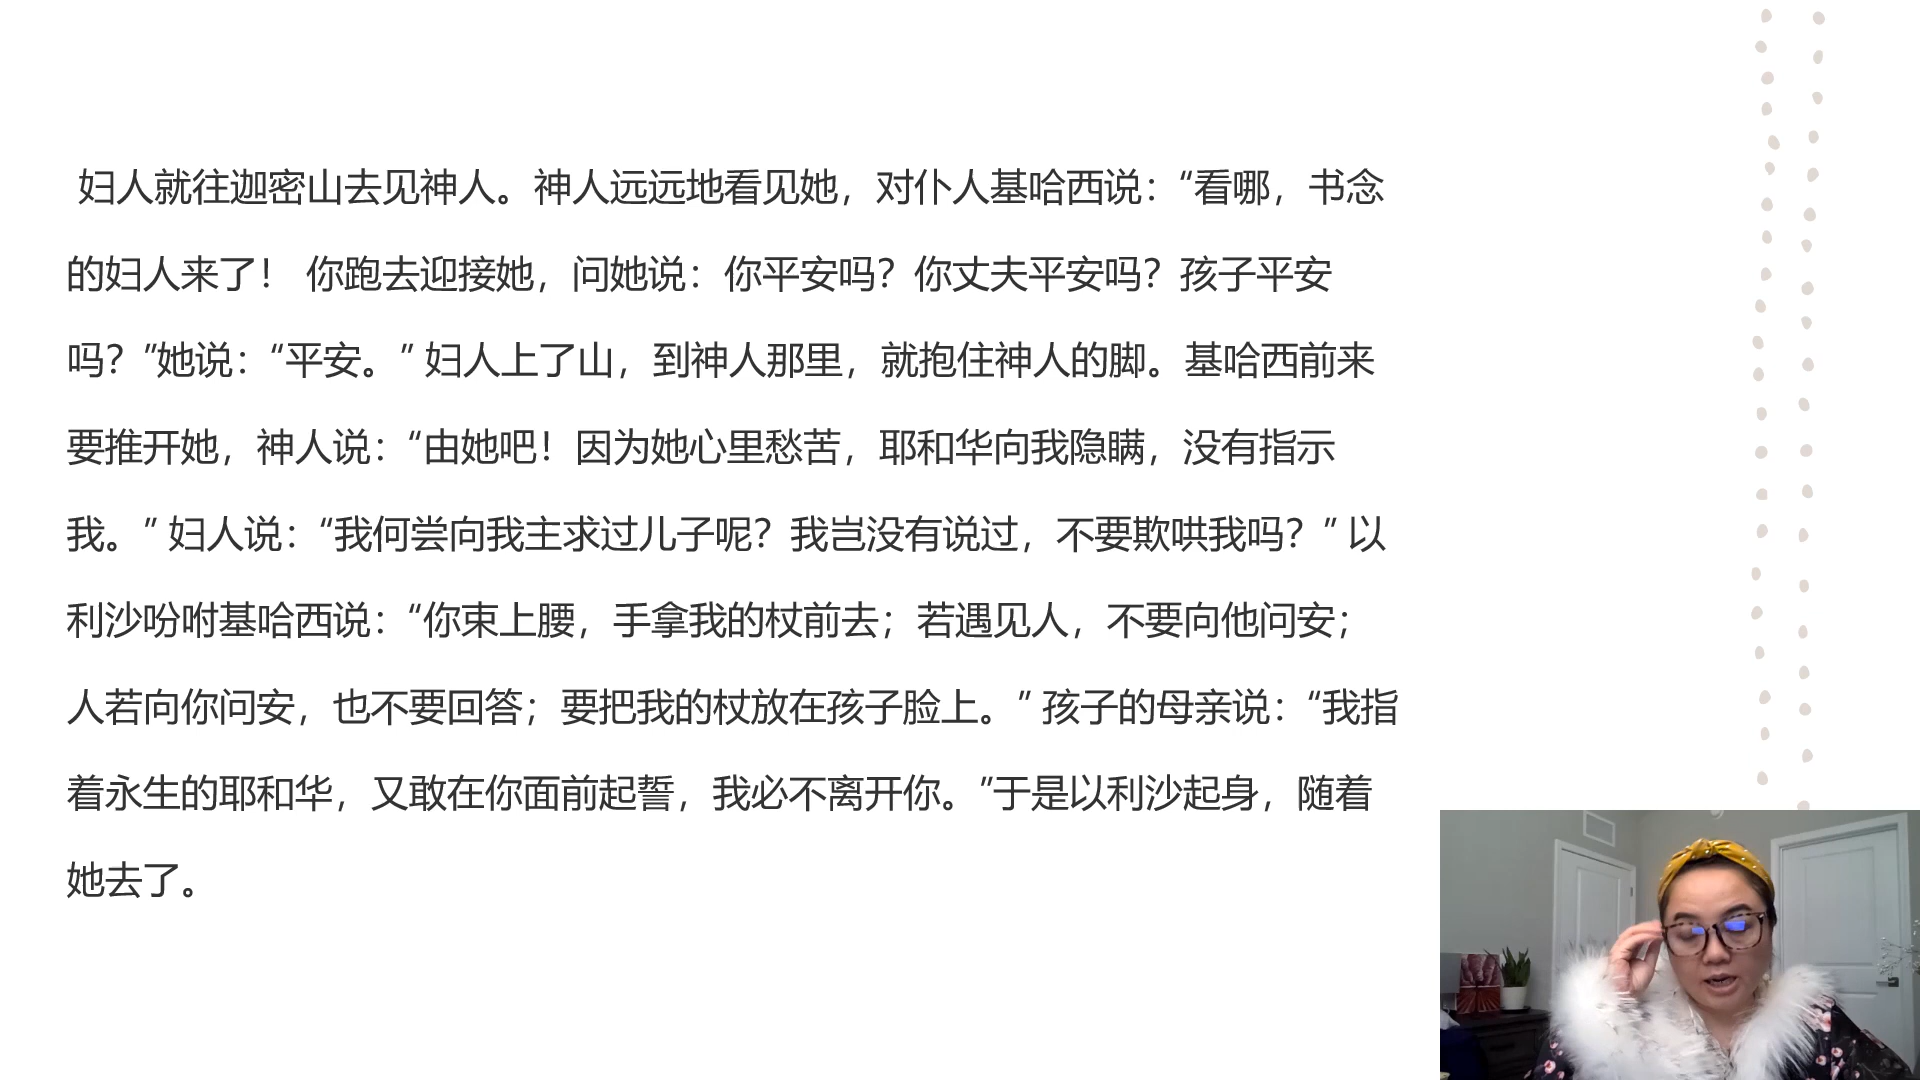 妇人就往迦密山去见神人。神人远远地看见她，对仆人基哈西说：“看哪，书念
的妇人来了！ 你跑去迎接她，问她说：你平安吗？你丈夫平安吗？孩子平安
吗？”她说：“平安。” 妇人上了山，到神人那里，就抱住神人的脚。基哈西前来
要推开她，神人说：“由她吧！因为她心里愁苦，耶和华向我隐瞒，没有指示
我。” 妇人说：“我何尝向我主求过儿子呢？我岂没有说过，不要欺哄我吗？” 以
利沙吩咐基哈西说：“你束上腰，手拿我的杖前去；若遇见人，不要向他问安；
人若向你问安，也不要回答；要把我的杖放在孩子脸上。” 孩子的母亲说：“我指
着永生的耶和华，又敢在你面前起誓，我必不离开你。”于是以利沙起身，随着
她去了。